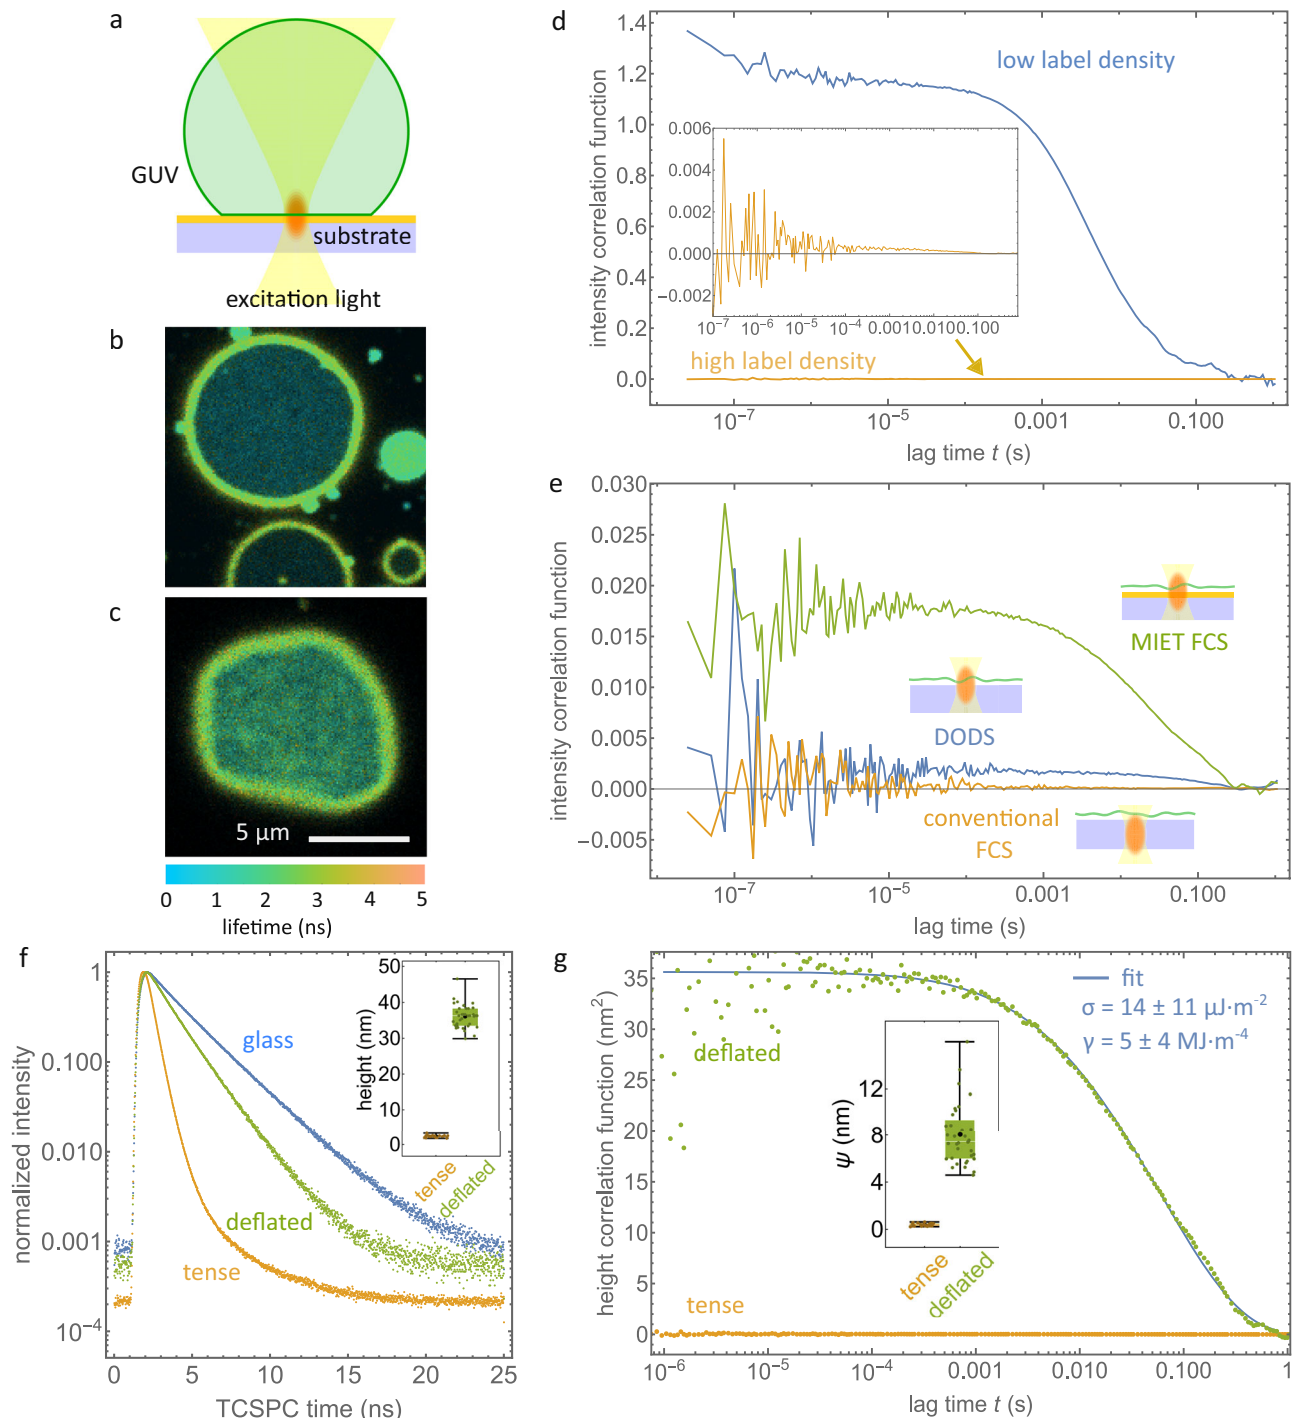 a
GUV
substrate
excitation light
b
c
5 µm
0 1 2 3 4 5
lifetime (ns)
d
intensity correlation function
1.4
1.2
1.0
0.8
0.6
0.4
0.2
0.0
low label density
0.006
0.004
0.002
0.000
−0.002
10⁻⁷ 10⁻⁶ 10⁻⁵ 10⁻⁴ 0.001 0.010 0.100
high label density
10⁻⁷ 10⁻⁵ 0.001 0.100
lag time t (s)
e
intensity correlation function
0.030
0.025
0.020
0.015
0.010
0.005
0.000
−0.005
MIET FCS
DODS
conventional
FCS
10⁻⁷ 10⁻⁵ 0.001 0.100
lag time t (s)
f
normalized intensity
1
0.100
0.010
0.001
10⁻⁴
glass
deflated
tense
height (nm)
50
40
30
20
10
0
tense
deflated
0 5 10 15 20 25
TCSPC time (ns)
g
height correlation function (nm²)
35
30
25
20
15
10
5
0
fit
σ = 14 ± 11 µJ·m⁻²
γ = 5 ± 4 MJ·m⁻⁴
deflated
ψ (nm)
12
8
4
0
tense
deflated
tense
10⁻⁶ 10⁻⁵ 10⁻⁴ 0.001 0.010 0.100 1
lag time t (s)